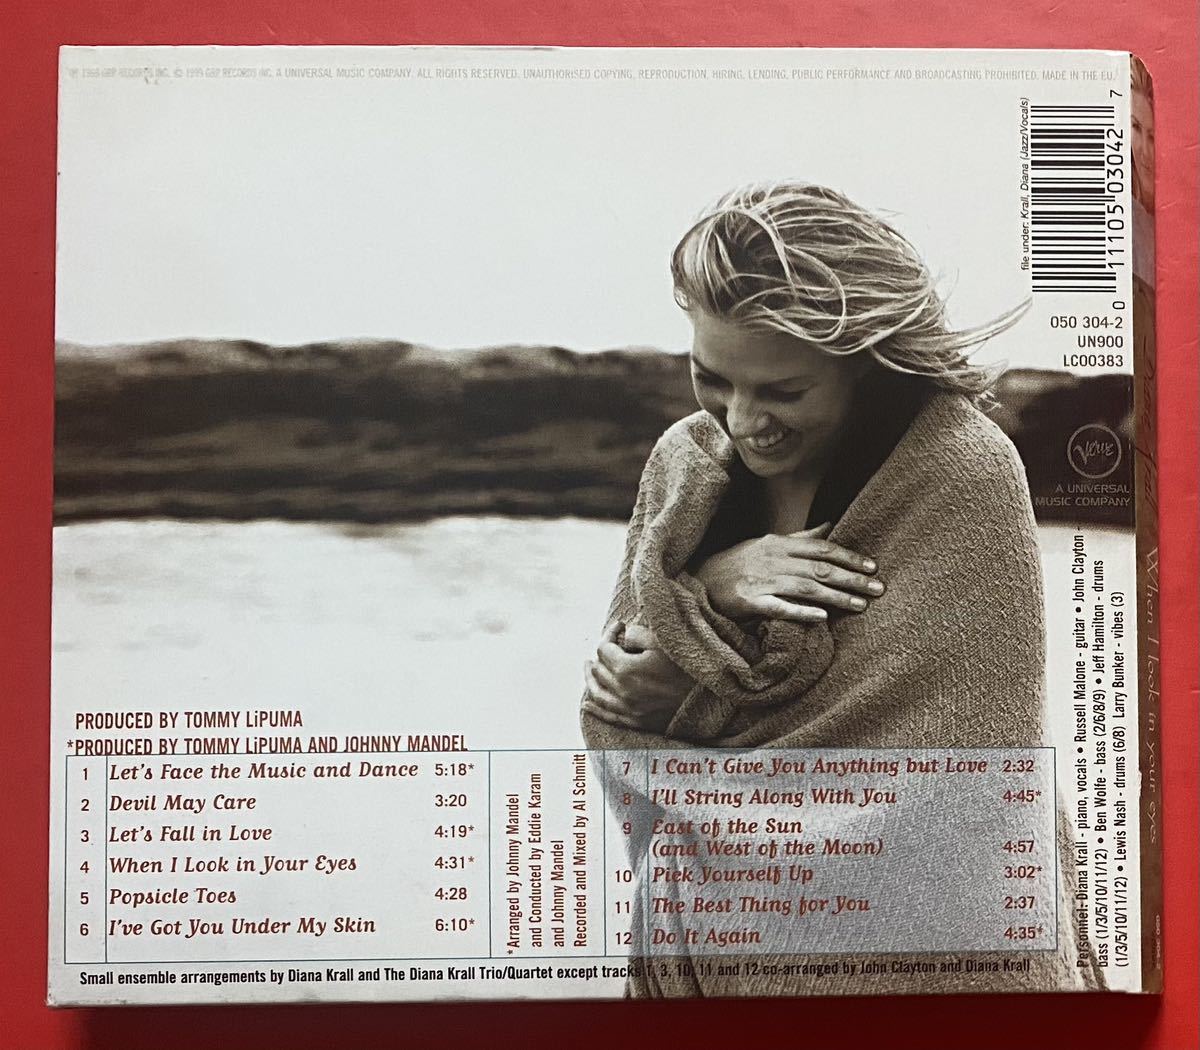 ℗ 1999 GRP RECORDS INC. © 1999 GRP RECORDS INC. A UNIVERSAL MUSIC COMPANY. ALL RIGHTS RESERVED. UNAUTHORISED COPYING, REPRODUCTION, HIRING, LENDING, PUBLIC PERFORMANCE AND BROADCASTING PROHIBITED. MADE IN THE EU.
file under: Krall, Diana (Jazz/Vocals)
0 11105 03042 7
050 304-2
UN900
LC00383
Verve
A UNIVERSAL
MUSIC COMPANY
PRODUCED BY TOMMY LiPUMA
*PRODUCED BY TOMMY LiPUMA AND JOHNNY MANDEL
1 Let's Face the Music and Dance 5:18*
2 Devil May Care 3:20
3 Let's Fall in Love 4:19*
4 When I Look in Your Eyes 4:31*
5 Popsicle Toes 4:28
6 I've Got You Under My Skin 6:10*
*Arranged by Johnny Mandel
and Conducted by Eddie Karam
and Johnny Mandel
Recorded and Mixed by Al Schmitt
7 I Can't Give You Anything but Love 2:32
8 I'll String Along With You 4:45*
9 East of the Sun
(and West of the Moon) 4:57
10 Pick Yourself Up 3:02*
11 The Best Thing for You 2:37
12 Do It Again 4:35*
Small ensemble arrangements by Diana Krall and The Diana Krall Trio/Quartet except tracks 1, 3, 10, 11 and 12 co-arranged by John Clayton and Diana Krall
Personnel: Diana Krall - piano, vocals • Russell Malone - guitar • John Clayton -
bass (1/3/5/10/11/12) • Ben Wolfe - bass (2/6/8/9) • Jeff Hamilton - drums
(1/3/5/10/11/12) • Lewis Nash - drums (6/8) Larry Bunker - vibes (3)
When I look in your eyes
050 304-2